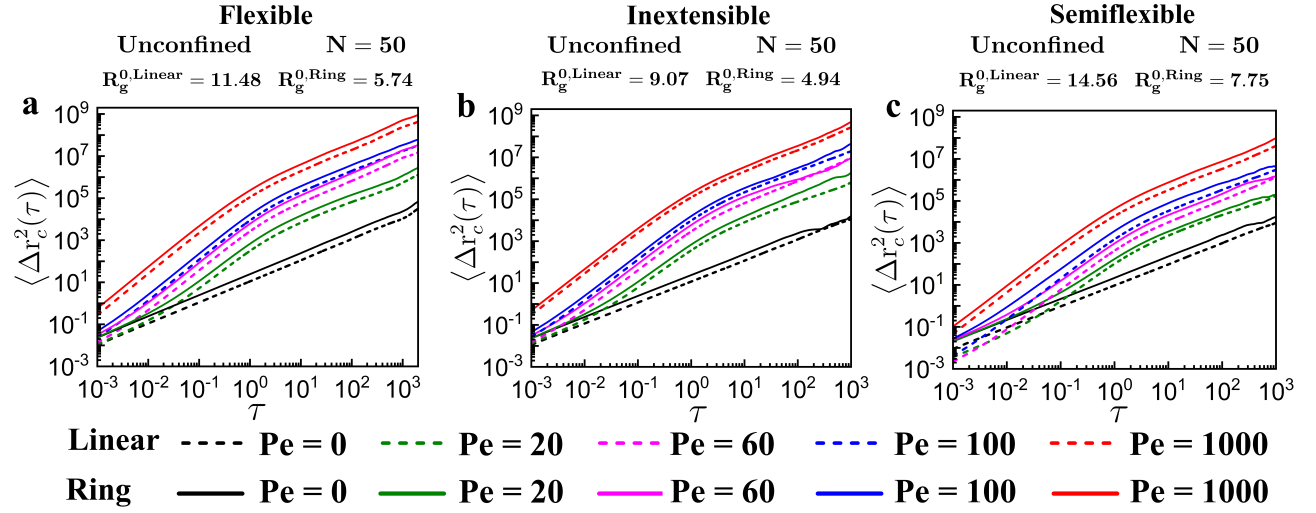 Flexible Inextensible Semiflexible
Unconfined N = 50 Unconfined N = 50 Unconfined N = 50
R_g^{0,Linear} = 11.48 R_g^{0,Ring} = 5.74 R_g^{0,Linear} = 9.07 R_g^{0,Ring} = 4.94 R_g^{0,Linear} = 14.56 R_g^{0,Ring} = 7.75
a b c
10^9 10^9 10^9
10^7 10^7 10^7
10^5 10^5 10^5
10^3 10^3 10^3
10^1 10^1 10^1
10^-1 10^-1 10^-1
10^-3 10^-3 10^-3
⟨Δr_c^2(τ)⟩ ⟨Δr_c^2(τ)⟩ ⟨Δr_c^2(τ)⟩
10^-3 10^-2 10^-1 10^0 10^1 10^2 10^3 10^-3 10^-2 10^-1 10^0 10^1 10^2 10^3 10^-3 10^-2 10^-1 10^0 10^1 10^2 10^3
τ τ τ
Linear Pe = 0 Pe = 20 Pe = 60 Pe = 100 Pe = 1000
Ring Pe = 0 Pe = 20 Pe = 60 Pe = 100 Pe = 1000